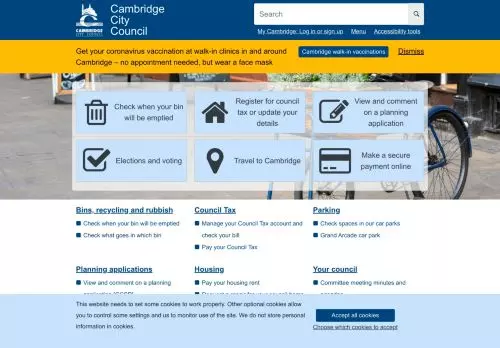 Cambridge
City
Council
CAMBRIDGE
CITY COUNCIL
Search
My Cambridge: Log in or sign up Menu Accessibility tools
Get your coronavirus vaccination at walk-in clinics in and around
Cambridge – no appointment needed, but wear a face mask
Cambridge walk-in vaccinations
Dismiss
Check when your bin
will be emptied
Register for council
tax or update your
details
View and comment
on a planning
application
Elections and voting
Travel to Cambridge
Make a secure
payment online
Bins, recycling and rubbish
Check when your bin will be emptied
Check what goes in which bin
Council Tax
Manage your Council Tax account and
check your bill
Pay your Council Tax
Parking
Check spaces in our car parks
Grand Arcade car park
Planning applications
View and comment on a planning
Housing
Pay your housing rent
Your council
Committee meeting minutes and
This website needs to set some cookies to work properly. Other optional cookies allow
you to control some settings and us to monitor use of the site. We do not store personal
information in cookies.
Accept all cookies
Choose which cookies to accept